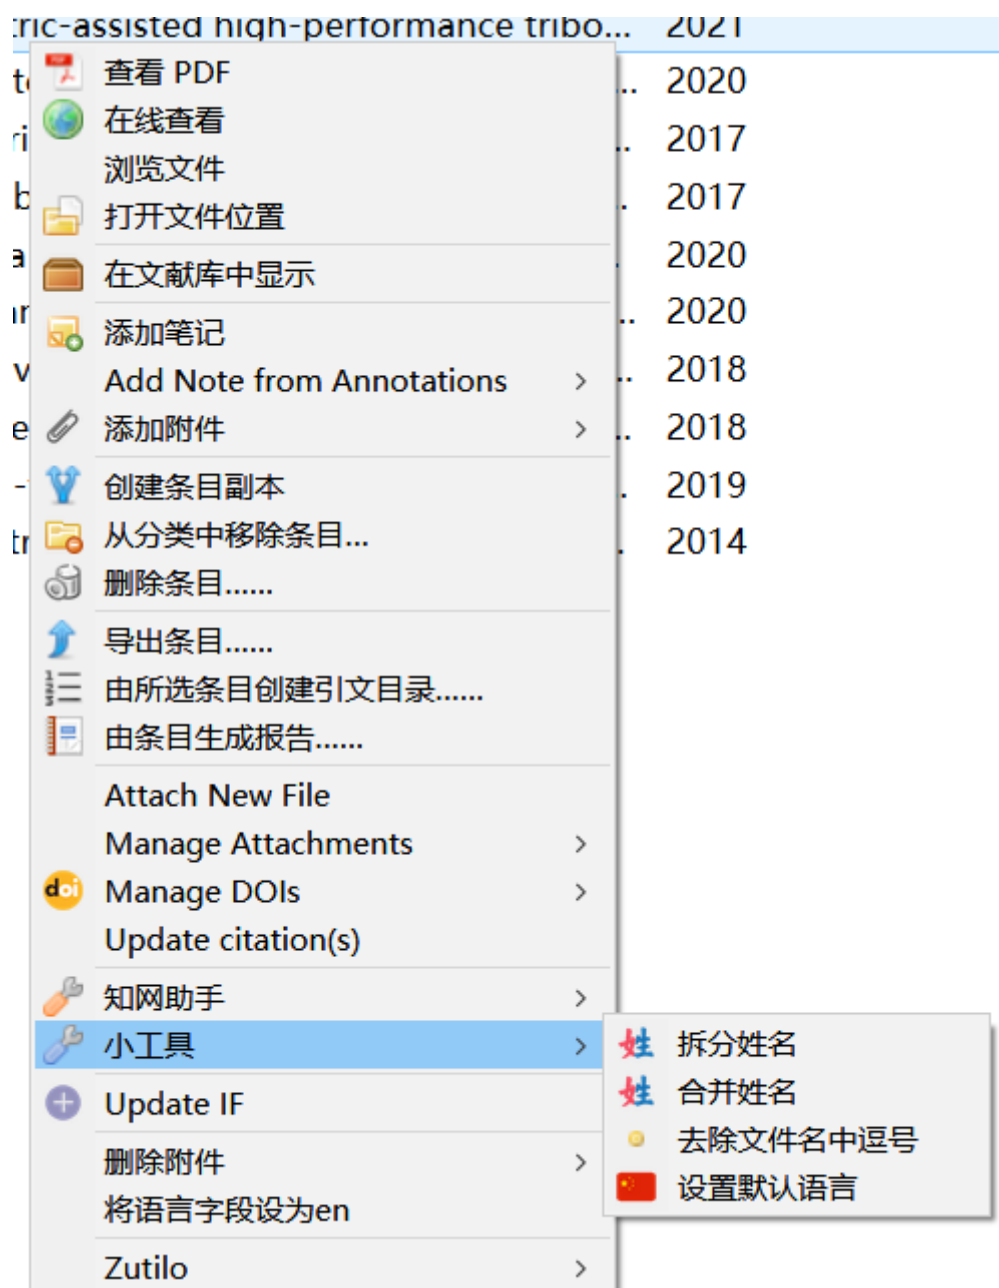 tric-assisted high-performance tribo... 2021
查看 PDF
2020
在线查看
2017
浏览文件
2017
打开文件位置
2020
在文献库中显示
2020
添加笔记
Add Note from Annotations
2018
添加附件
2018
创建条目副本
2019
从分类中移除条目...
2014
删除条目......
导出条目......
由所选条目创建引文目录......
由条目生成报告......
Attach New File
Manage Attachments
doi Manage DOIs
Update citation(s)
知网助手
小工具
姓 拆分姓名
姓 合并姓名
去除文件名中逗号
设置默认语言
Update IF
删除附件
将语言字段设为en
Zutilo